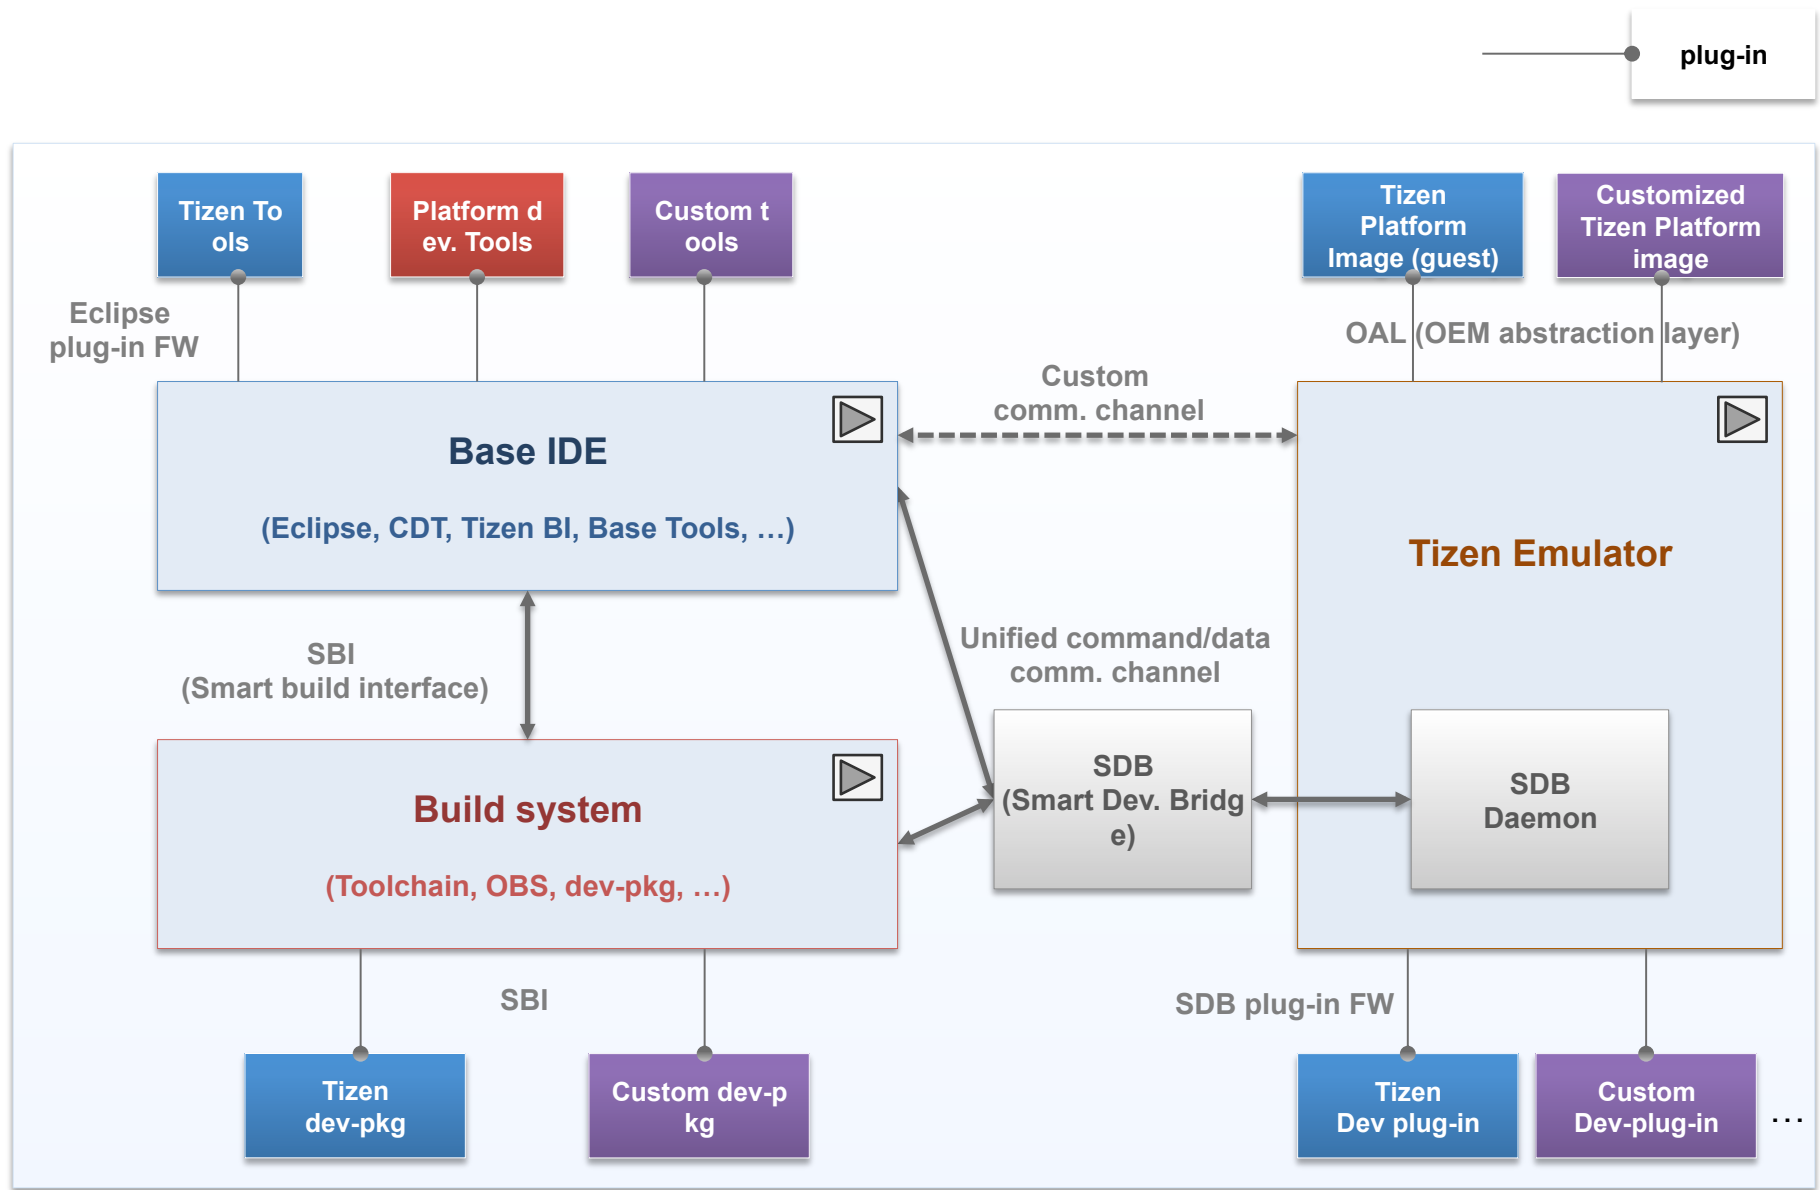 plug-in
Tizen To
ols
Platform d
ev. Tools
Custom t
ools
Tizen
Platform
Image (guest)
Customized
Tizen Platform
image
Eclipse
plug-in FW
OAL (OEM abstraction layer)
Custom
comm. channel
Base IDE
(Eclipse, CDT, Tizen BI, Base Tools, …)
Tizen Emulator
SBI
(Smart build interface)
Unified command/data
comm. channel
Build system
(Toolchain, OBS, dev-pkg, …)
SDB
(Smart Dev. Bridg
e)
SDB
Daemon
SBI
SDB plug-in FW
Tizen
dev-pkg
Custom dev-p
kg
Tizen
Dev plug-in
Custom
Dev-plug-in
…